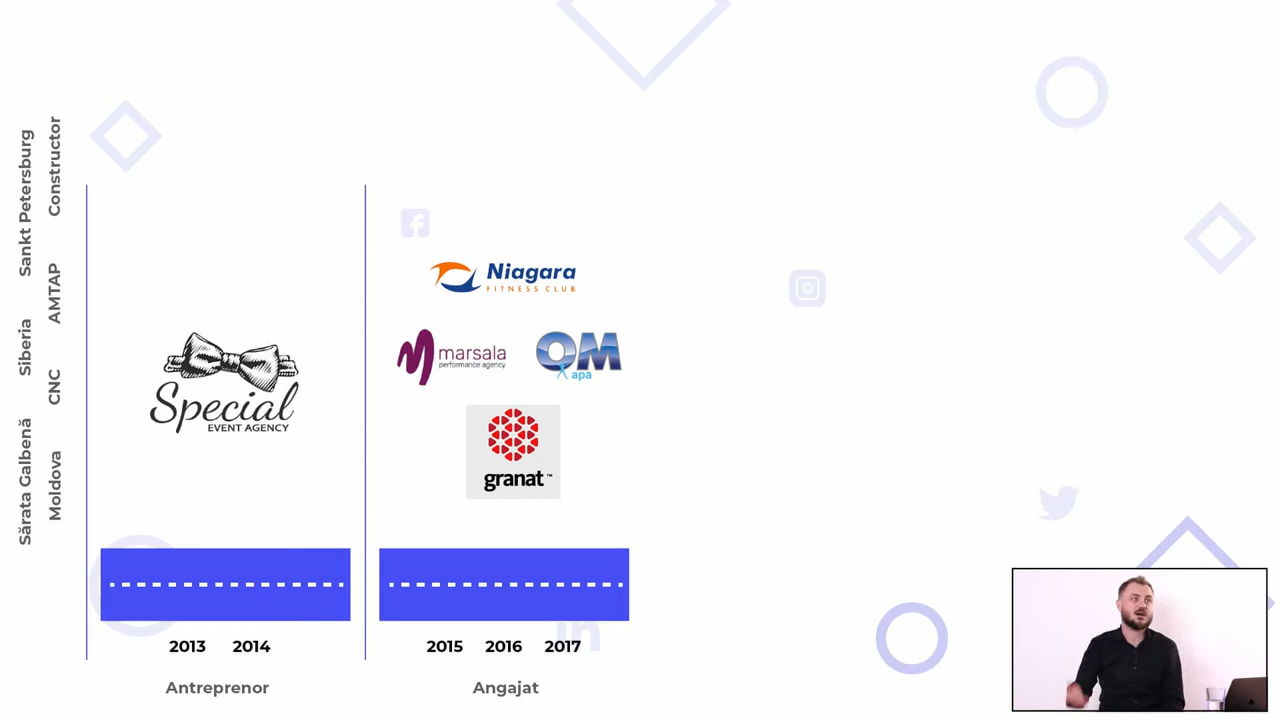 Sărata Galbenă Siberia Sankt Petersburg
Moldova CNC AMTAP Constructor
Special
EVENT AGENCY
Niagara
FITNESS CLUB
marsala
performance agency
OM
apa
granat™
2013 2014
2015 2016 2017
Antreprenor
Angajat